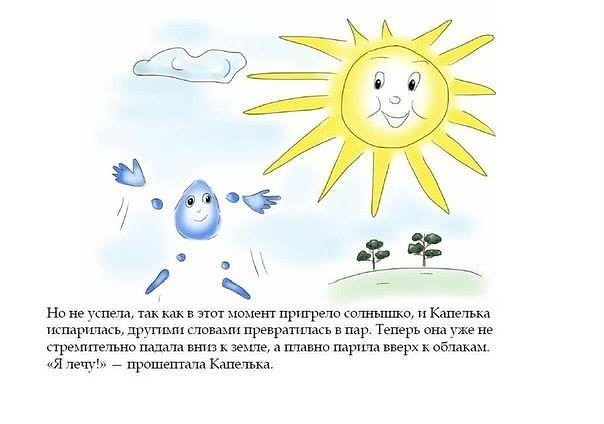 Но не успела, так как в этот момент пригрело солнышко, и Капелька
испарилась, другими словами превратилась в пар. Теперь она уже не
стремительно падала вниз к земле, а плавно парила вверх к облакам.
«Я лечу!» — прошептала Капелька.